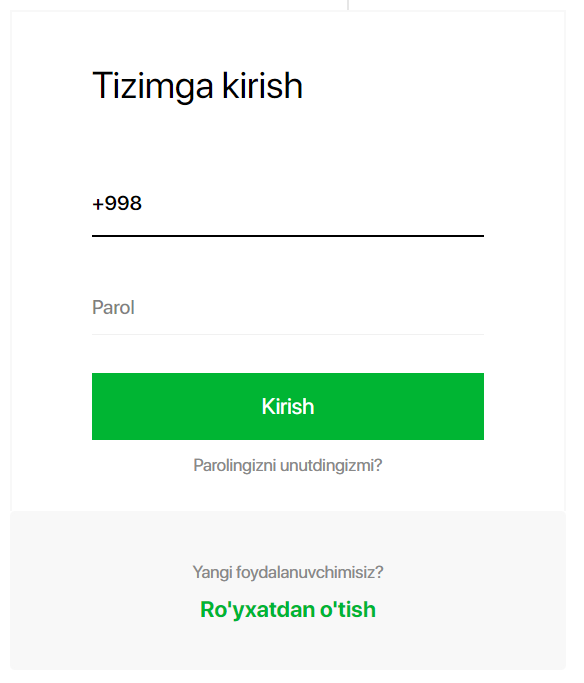 Tizimga kirish
+998
Parol
Kirish
Parolingizni unutdingizmi?
Yangi foydalanuvchimisiz?
Ro'yxatdan o'tish